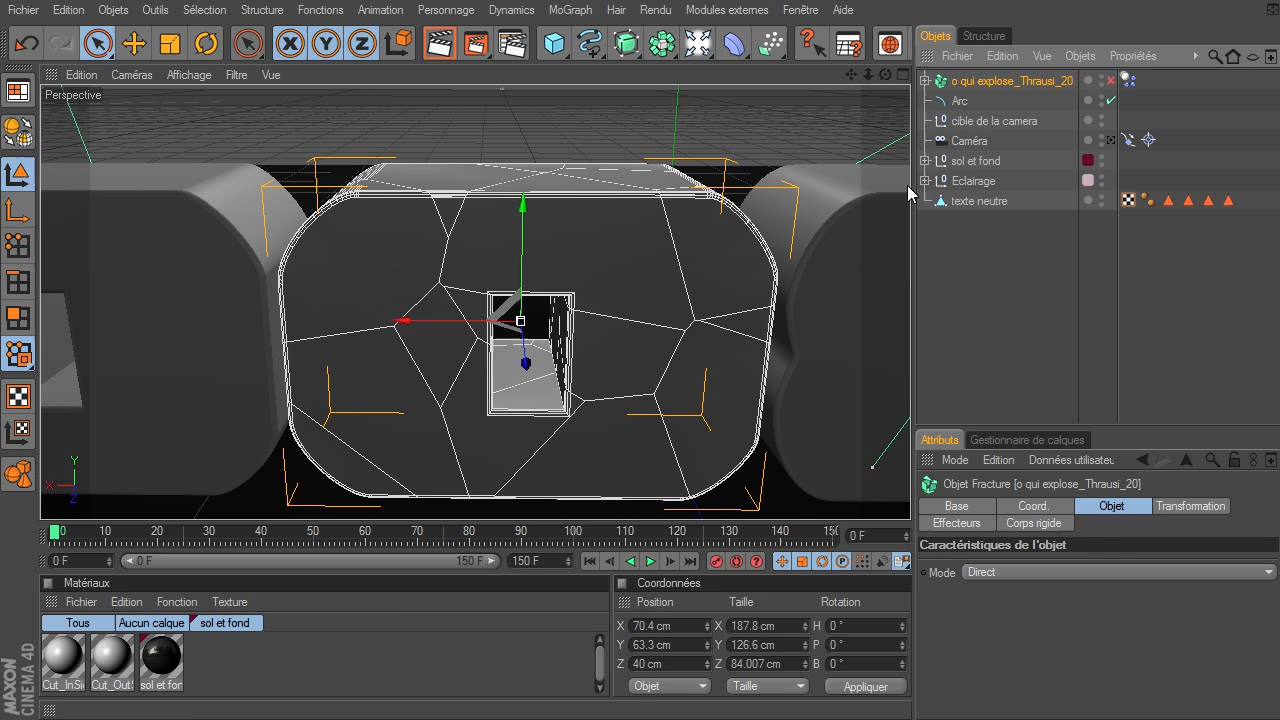 Fichier Edition Objets Outils Sélection Structure Fonctions Animation Personnage Dynamics MoGraph Hair Rendu Modules externes Fenêtre Aide
Objets Structure
Fichier Edition Vue Objets Propriétés
Edition Caméras Affichage Filtre Vue
Perspective
o qui explose_Thrausi_20
Arc
cible de la camera
Caméra
sol et fond
Eclairage
texte neutre
X Y Z
Attributs Gestionnaire de calques
Mode Edition Données utilisateu
Objet Fracture [o qui explose_Thrausi_20]
Base Coord. Objet Transformation
Effecteurs Corps rigide
Caractéristiques de l'objet
Mode Direct
Y
X
Z
0 10 20 30 40 50 60 70 80 90 100 110 120 130 140 15( 0 F
0 F 0 F 150 F 150 F
Matériaux
Fichier Edition Fonction Texture
Tous Aucun calque sol et fond
Cut_InSi Cut_Out sol et for
Coordonnées
Position Taille Rotation
X 70.4 cm X 187.8 cm H 0 °
Y 63.3 cm Y 126.6 cm P 0 °
Z 40 cm Z 84.007 cm B 0 °
Objet Taille Appliquer
MAXON
CINEMA 4D